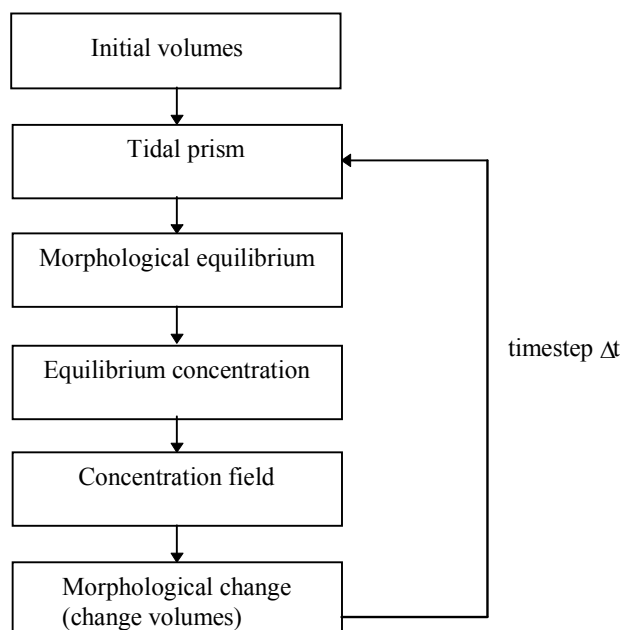 Initial volumes
Tidal prism
Morphological equilibrium
timestep Δt
Equilibrium concentration
Concentration field
Morphological change
(change volumes)